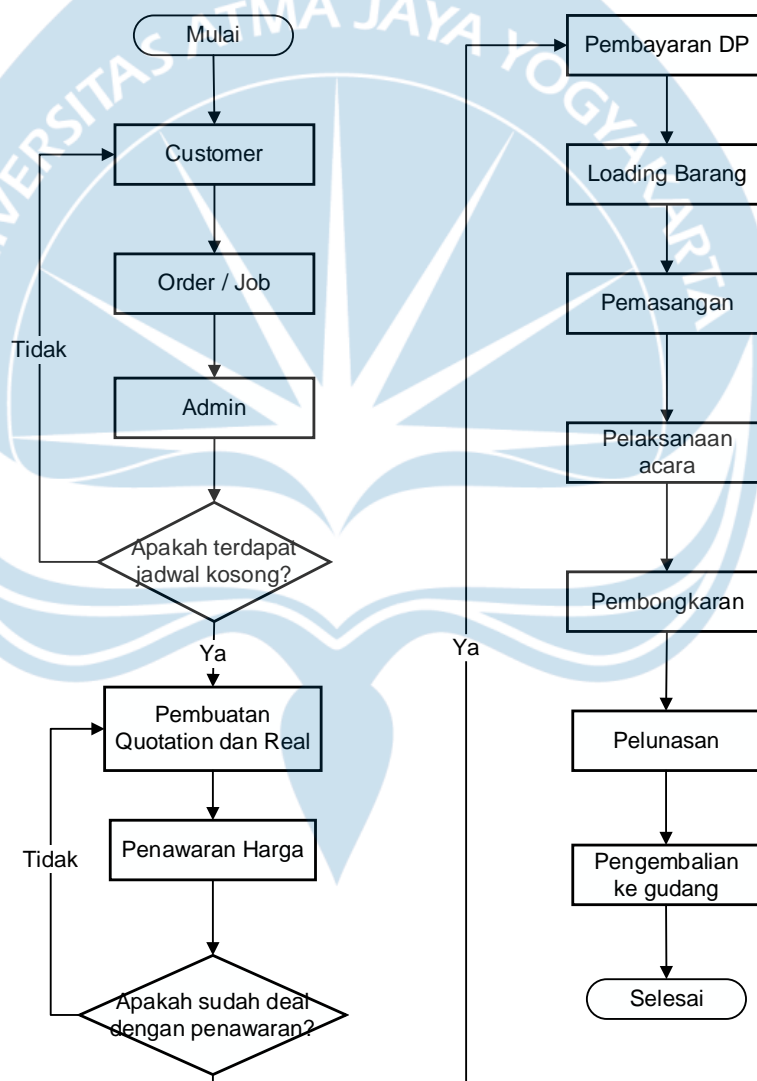 UNIVERSITAS ATMA JAYA YOGYAKARTA
Mulai
Customer
Order / Job
Admin
Tidak
Apakah terdapat
jadwal kosong?
Ya
Pembuatan
Quotation dan Real
Penawaran Harga
Tidak
Apakah sudah deal
dengan penawaran?
Ya
Pembayaran DP
Loading Barang
Pemasangan
Pelaksanaan
acara
Pembongkaran
Pelunasan
Pengembalian
ke gudang
Selesai